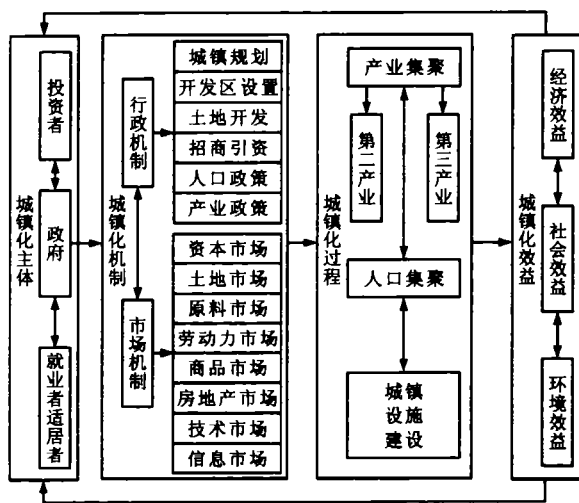 城镇化主体
投资者
政府
就业者适居者
城镇化机制
行政机制
市场机制
城镇规划
开发区设置
土地开发
招商引资
人口政策
产业政策
资本市场
土地市场
原料市场
劳动力市场
商品市场
房地产市场
技术市场
信息市场
城镇化过程
产业集聚
第二产业
第三产业
人口集聚
城镇
设施
建设
城镇化效益
经济效益
社会效益
环境效益